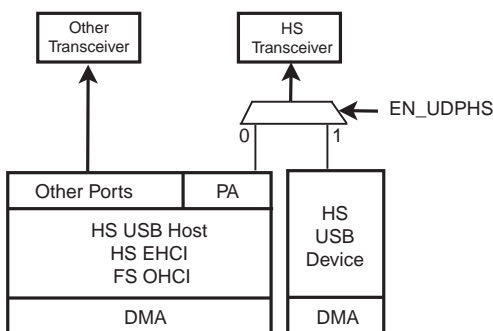 Other
Transceiver
HS
Transceiver
EN_UDPHS
0
1
Other Ports
PA
HS USB Host
HS EHCI
FS OHCI
DMA
HS
USB
Device
DMA